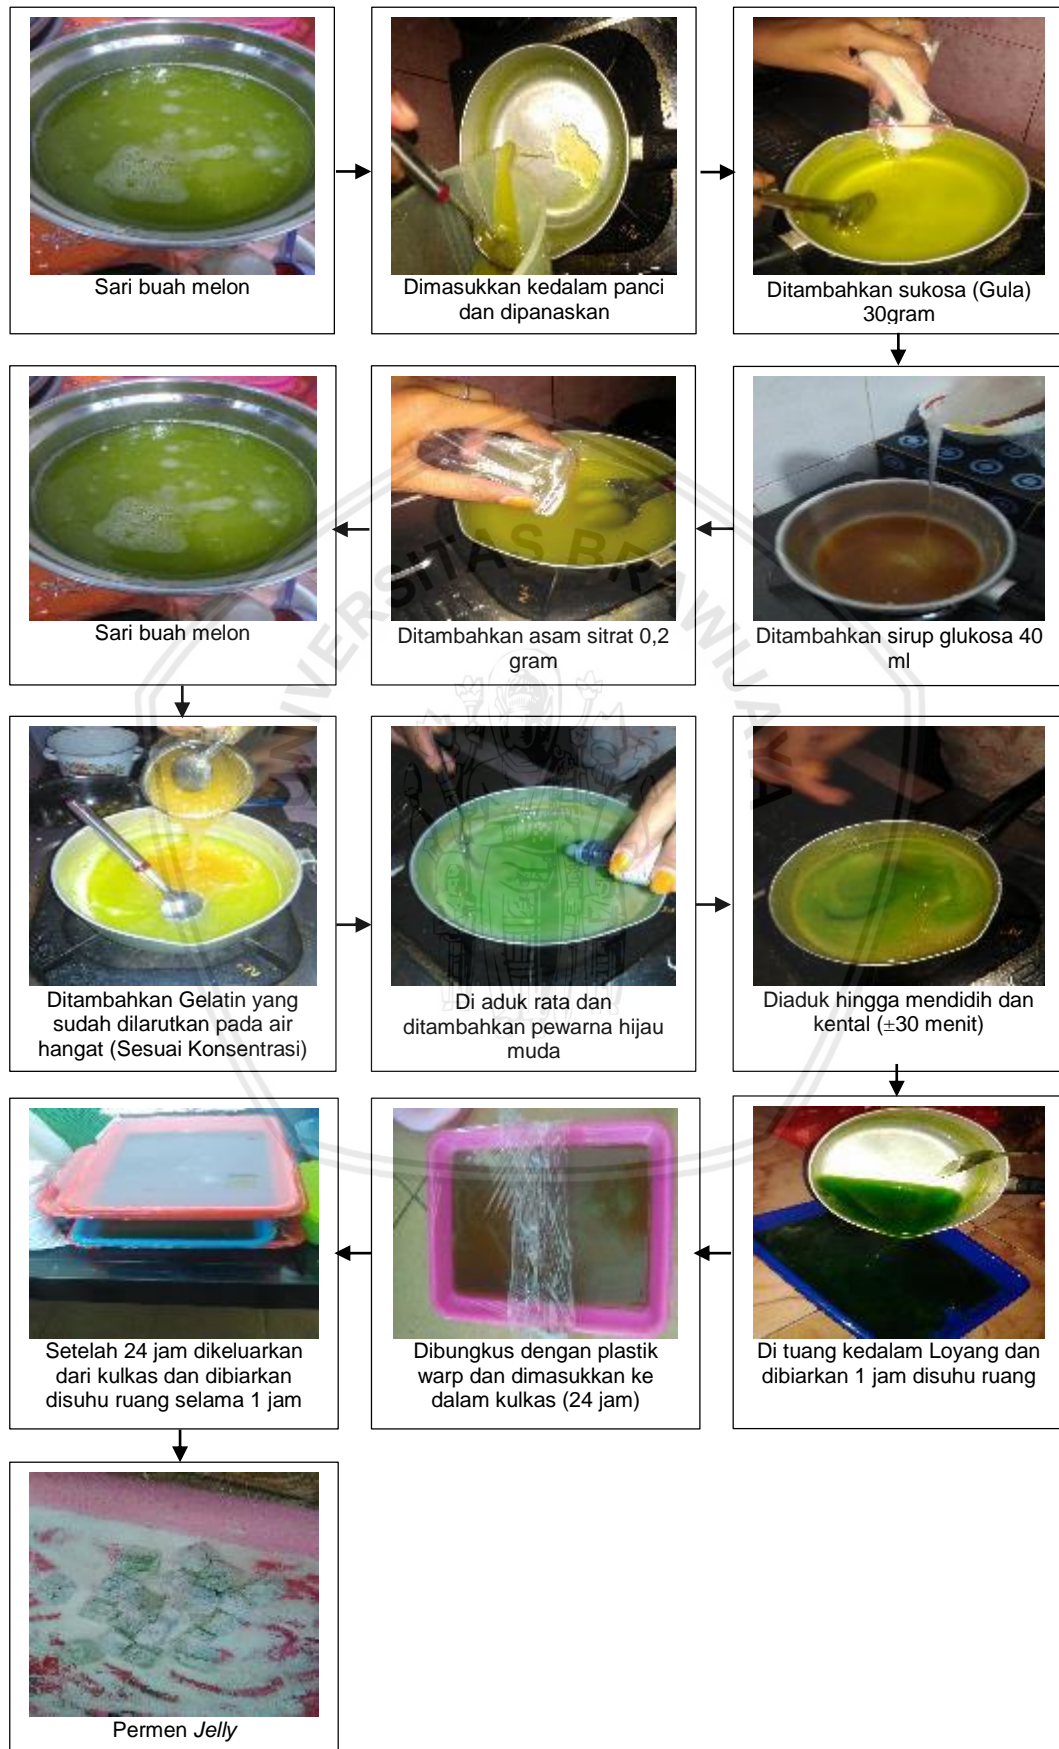 Sari buah melon
Dimasukkan kedalam panci
dan dipanaskan
Ditambahkan sukosa (Gula)
30gram
Sari buah melon
Ditambahkan asam sitrat 0,2
gram
Ditambahkan sirup glukosa 40
ml
Ditambahkan Gelatin yang
sudah dilarutkan pada air
hangat (Sesuai Konsentrasi)
Di aduk rata dan
ditambahkan pewarna hijau
muda
Diaduk hingga mendidih dan
kental (±30 menit)
Setelah 24 jam dikeluarkan
dari kulkas dan dibiarkan
disuhu ruang selama 1 jam
Dibungkus dengan plastik
warp dan dimasukkan ke
dalam kulkas (24 jam)
Di tuang kedalam Loyang dan
dibiarkan 1 jam disuhu ruang
Permen Jelly
UNIVERSITAS BRAWIJAYA